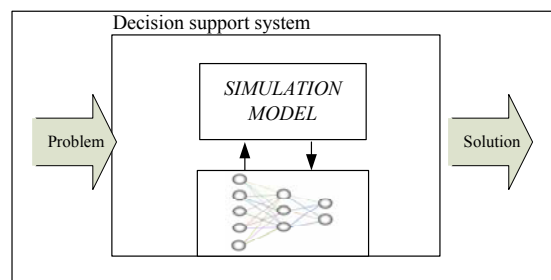 Decision support system
SIMULATION
MODEL
Problem
Solution